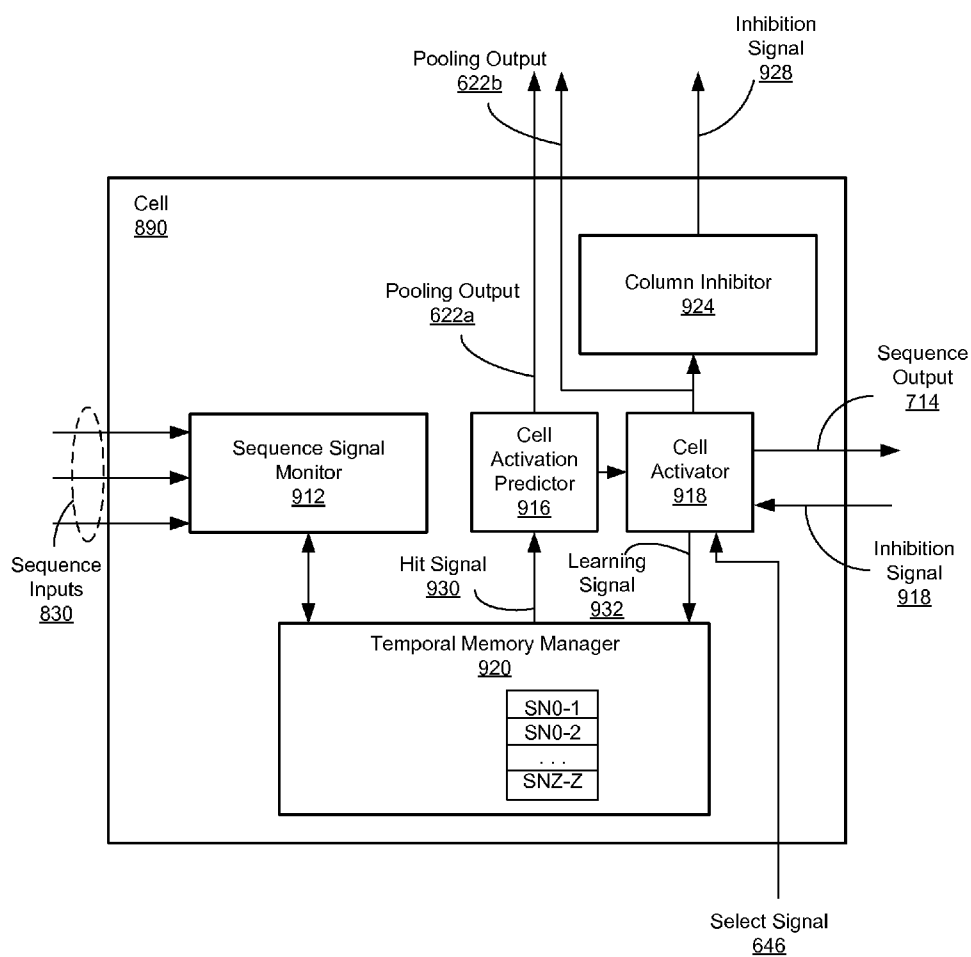 Inhibition
Signal
928
Pooling Output
622b
Cell
890
Column Inhibitor
924
Pooling Output
622a
Sequence
Output
714
Sequence Signal
Monitor
912
Cell
Activation
Predictor
916
Cell
Activator
918
Sequence
Inputs
830
Hit Signal
930
Learning
Signal
932
Inhibition
Signal
918
Temporal Memory Manager
920
SN0-1
SN0-2
. . .
SNZ-Z
Select Signal
646